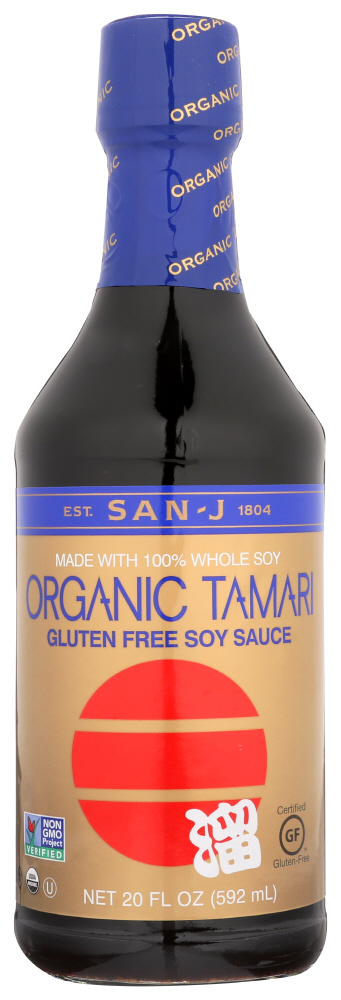 ORGANIC
ORGANIC
ORGANIC
ORGANIC
EST. SAN-J 1804
MADE WITH 100% WHOLE SOY
ORGANIC TAMARI
GLUTEN FREE SOY SAUCE
溜
NON
GMO
Project
VERIFIED
Certified
GF
Gluten-Free
U
NET 20 FL OZ (592 mL)